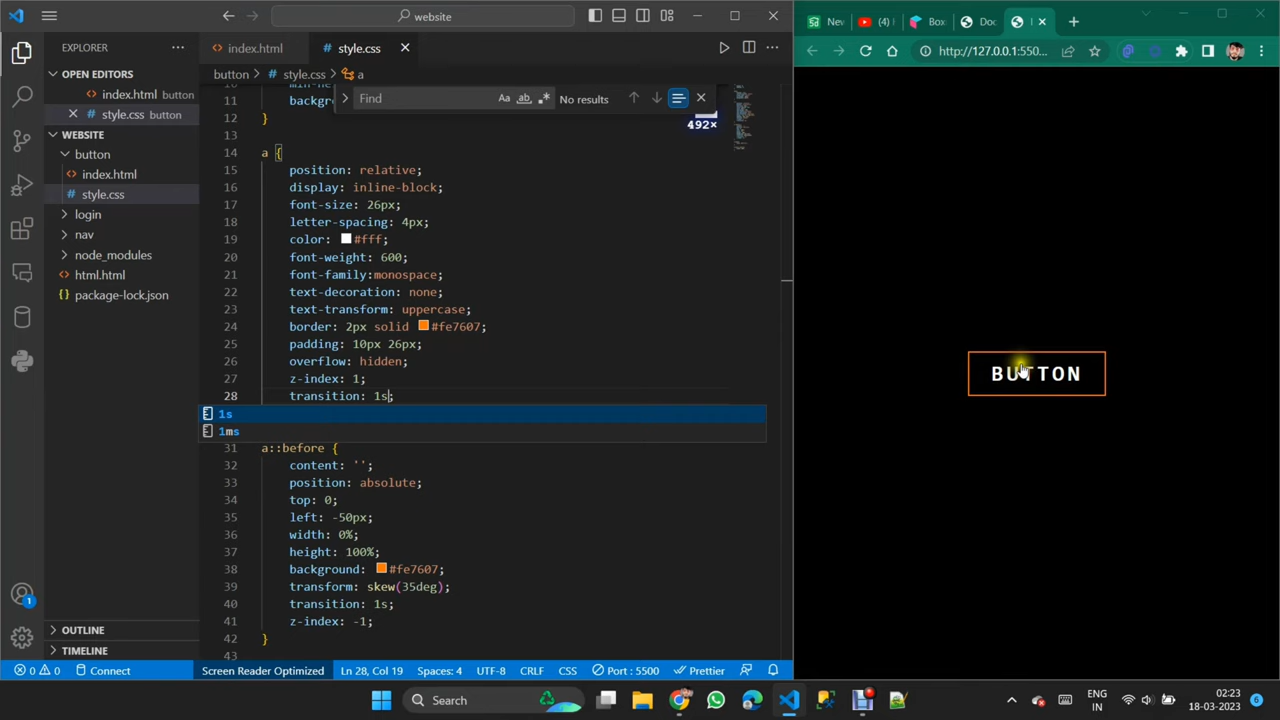 website
New
(4)
Box
Doc
http://127.0.0.1:550...
EXPLORER
index.html
style.css
button > style.css > a
OPEN EDITORS
index.html button
style.css button
WEBSITE
button
index.html
style.css
login
nav
node_modules
html.html
package-lock.json
OUTLINE
TIMELINE
Find
Aa
ab
No results
492×
11 backgr
12 }
13
14 a {
15 position: relative;
16 display: inline-block;
17 font-size: 26px;
18 letter-spacing: 4px;
19 color: #fff;
20 font-weight: 600;
21 font-family:monospace;
22 text-decoration: none;
23 text-transform: uppercase;
24 border: 2px solid #fe7607;
25 padding: 10px 26px;
26 overflow: hidden;
27 z-index: 1;
28 transition: 1s;
1s
1ms
31 a::before {
32 content: '';
33 position: absolute;
34 top: 0;
35 left: -50px;
36 width: 0%;
37 height: 100%;
38 background: #fe7607;
39 transform: skew(35deg);
40 transition: 1s;
41 z-index: -1;
42 }
43
BUTTON
1
0 0 Connect
Screen Reader Optimized
Ln 28, Col 19
Spaces: 4
UTF-8
CRLF
CSS
Port : 5500
Prettier
Search
ENG
IN
02:23
18-03-2023
6